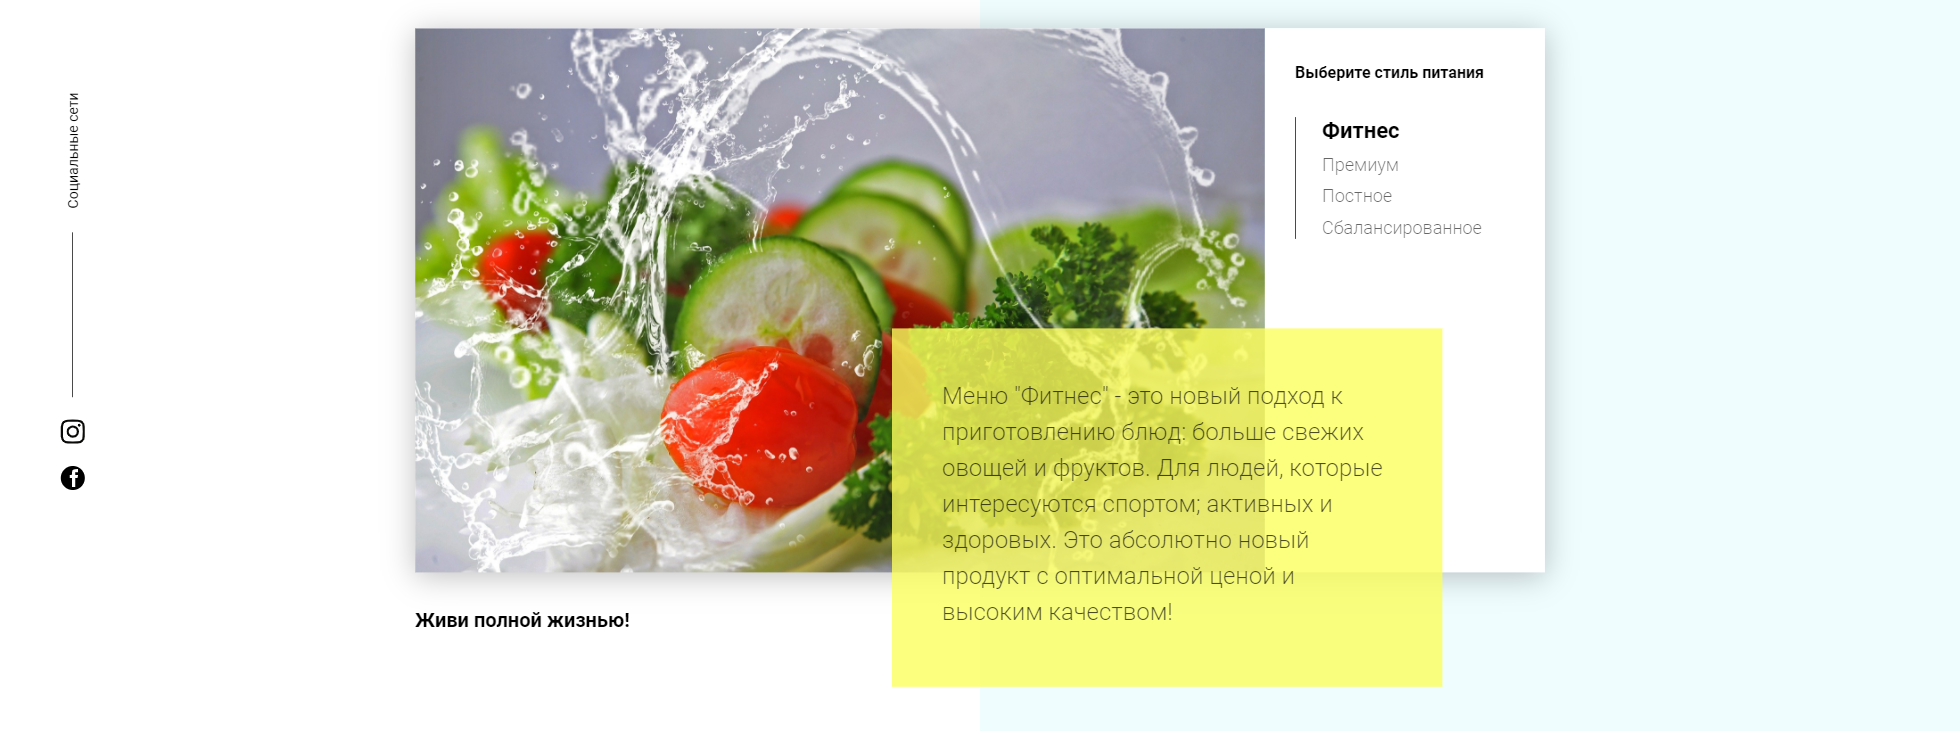 Социальные сети
Выберите стиль питания
Фитнес
Премиум
Постное
Сбалансированное
Меню "Фитнес" - это новый подход к
приготовлению блюд: больше свежих
овощей и фруктов. Для людей, которые
интересуются спортом; активных и
здоровых. Это абсолютно новый
продукт с оптимальной ценой и
высоким качеством!
Живи полной жизнью!